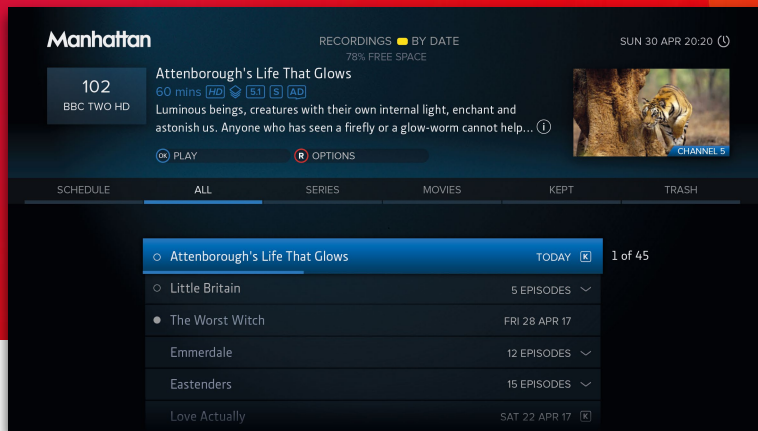 Manhattan
RECORDINGS BY DATE
78% FREE SPACE
SUN 30 APR 20:20
102
BBC TWO HD
Attenborough's Life That Glows
60 mins HD 5.1 S AD
Luminous beings, creatures with their own internal light, enchant and
astonish us. Anyone who has seen a firefly or a glow-worm cannot help... i
OK PLAY R OPTIONS
CHANNEL 5
SCHEDULE ALL SERIES MOVIES KEPT TRASH
Attenborough's Life That Glows TODAY K 1 of 45
Little Britain 5 EPISODES
The Worst Witch FRI 28 APR 17
Emmerdale 12 EPISODES
Eastenders 15 EPISODES
Love Actually SAT 22 APR 17 K